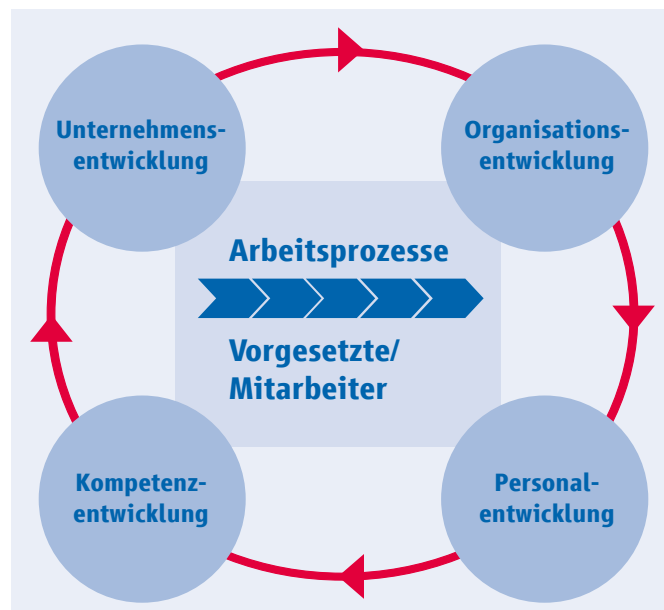 Unternehmens-
entwicklung
Organisations-
entwicklung
Arbeitsprozesse
Vorgesetzte/
Mitarbeiter
Kompetenz-
entwicklung
Personal-
entwicklung